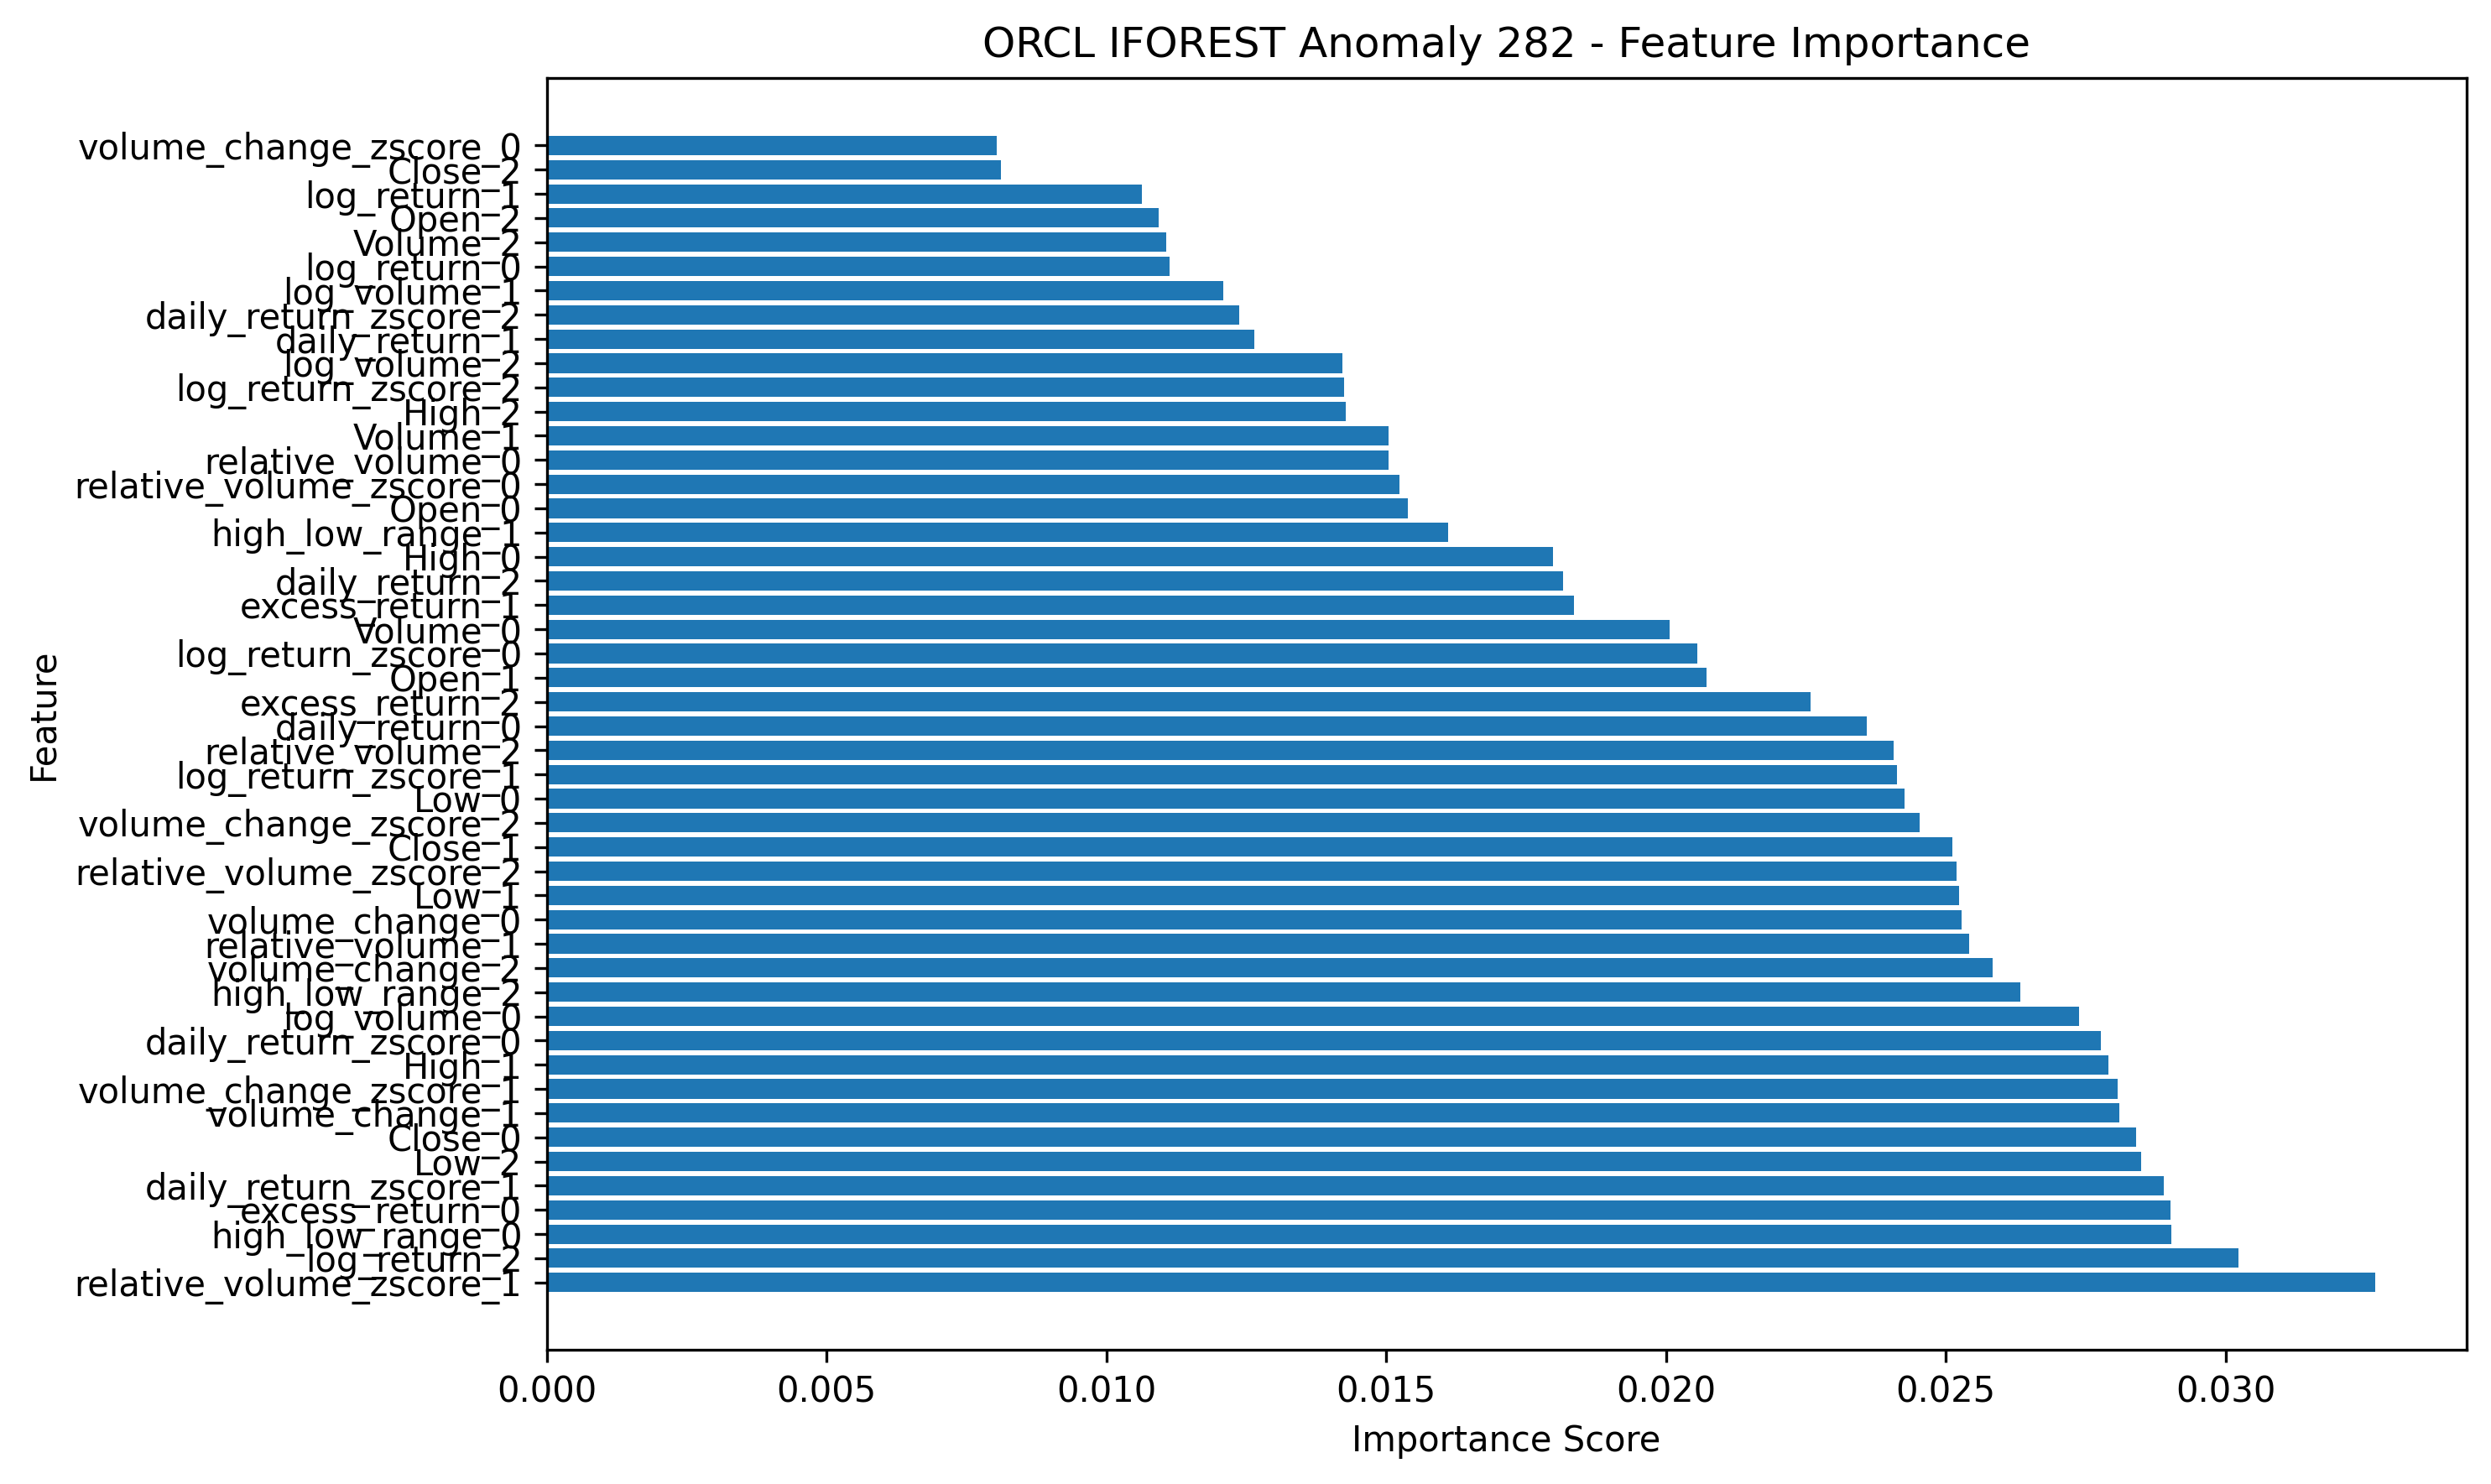 ORCL IFOREST Anomaly 282 - Feature Importance
volume_change_zscore_0
Close_2
log_return_1
Open_2
Volume_2
log_return_0
log_volume_1
daily_return_zscore_2
daily_return_1
log_volume_2
log_return_zscore_2
High_2
Volume_1
relative_volume_0
relative_volume_zscore_0
Open_0
high_low_range_1
High_0
daily_return_2
excess_return_1
Volume_0
log_return_zscore_0
Open_1
excess_return_2
daily_return_0
relative_volume_2
log_return_zscore_1
Low_0
volume_change_zscore_2
Close_1
relative_volume_zscore_2
Low_1
volume_change_0
relative_volume_1
volume_change_2
high_low_range_2
log_volume_0
daily_return_zscore_0
High_1
volume_change_zscore_1
volume_change_1
Close_0
Low_2
daily_return_zscore_1
excess_return_0
high_low_range_0
log_return_2
relative_volume_zscore_1
Feature
0.000 0.005 0.010 0.015 0.020 0.025 0.030
Importance Score